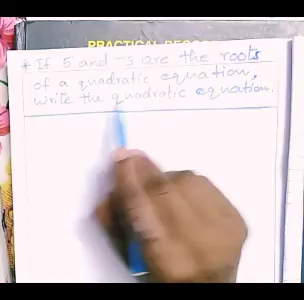 PRACTICAL
* If 5 and -3 are the roots
of a quadratic equation,
write the quadratic equation.